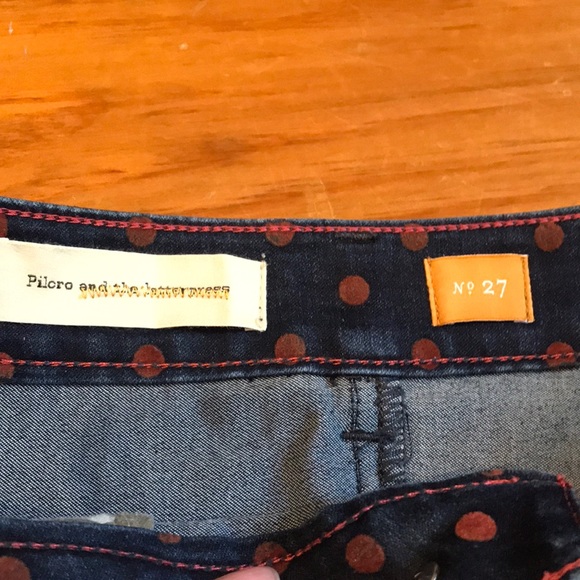 Pilcro and the letterpress
Nº 27